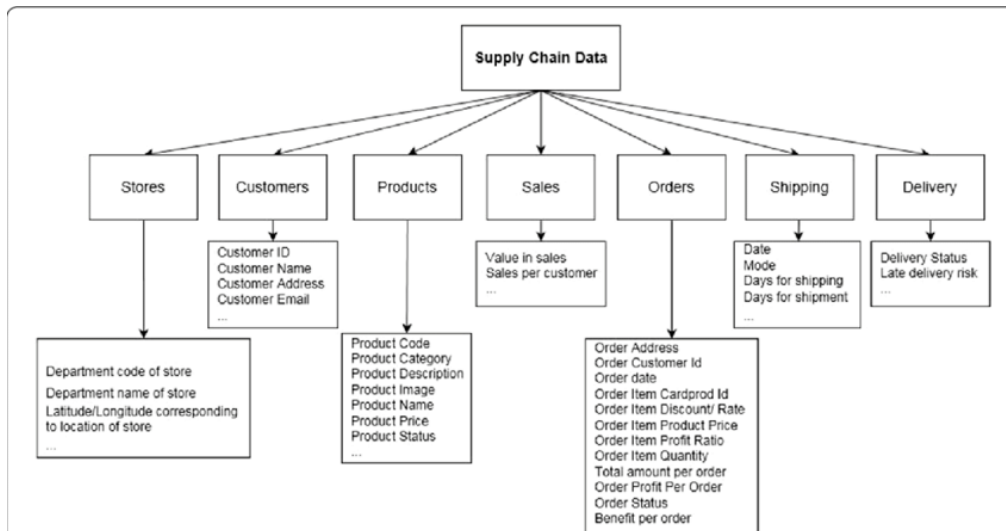 Supply Chain Data
Stores
Customers
Products
Sales
Orders
Shipping
Delivery
Customer ID
Customer Name
Customer Address
Customer Email
...
Value in sales
Sales per customer
...
Date
Mode
Days for shipping
Days for shipment
...
Delivery Status
Late delivery risk
...
Department code of store
Department name of store
Latitude/Longitude corresponding
to location of store
...
Product Code
Product Category
Product Description
Product Image
Product Name
Product Price
Product Status
...
Order Address
Order Customer Id
Order date
Order Item Cardprod Id
Order Item Discount/ Rate
Order Item Product Price
Order Item Profit Ratio
Order Item Quantity
Total amount per order
Order Profit Per Order
Order Status
Benefit per order